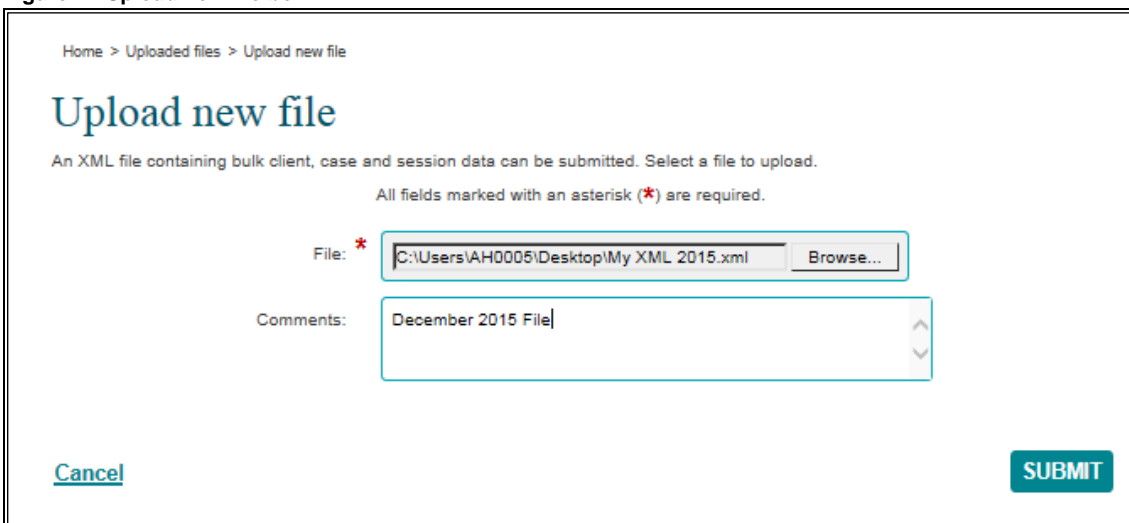 Home > Uploaded files > Upload new file
Upload new file
An XML file containing bulk client, case and session data can be submitted. Select a file to upload.
All fields marked with an asterisk (*) are required.
File: * C:\Users\AH0005\Desktop\My XML 2015.xml Browse...
Comments: December 2015 File
Cancel SUBMIT